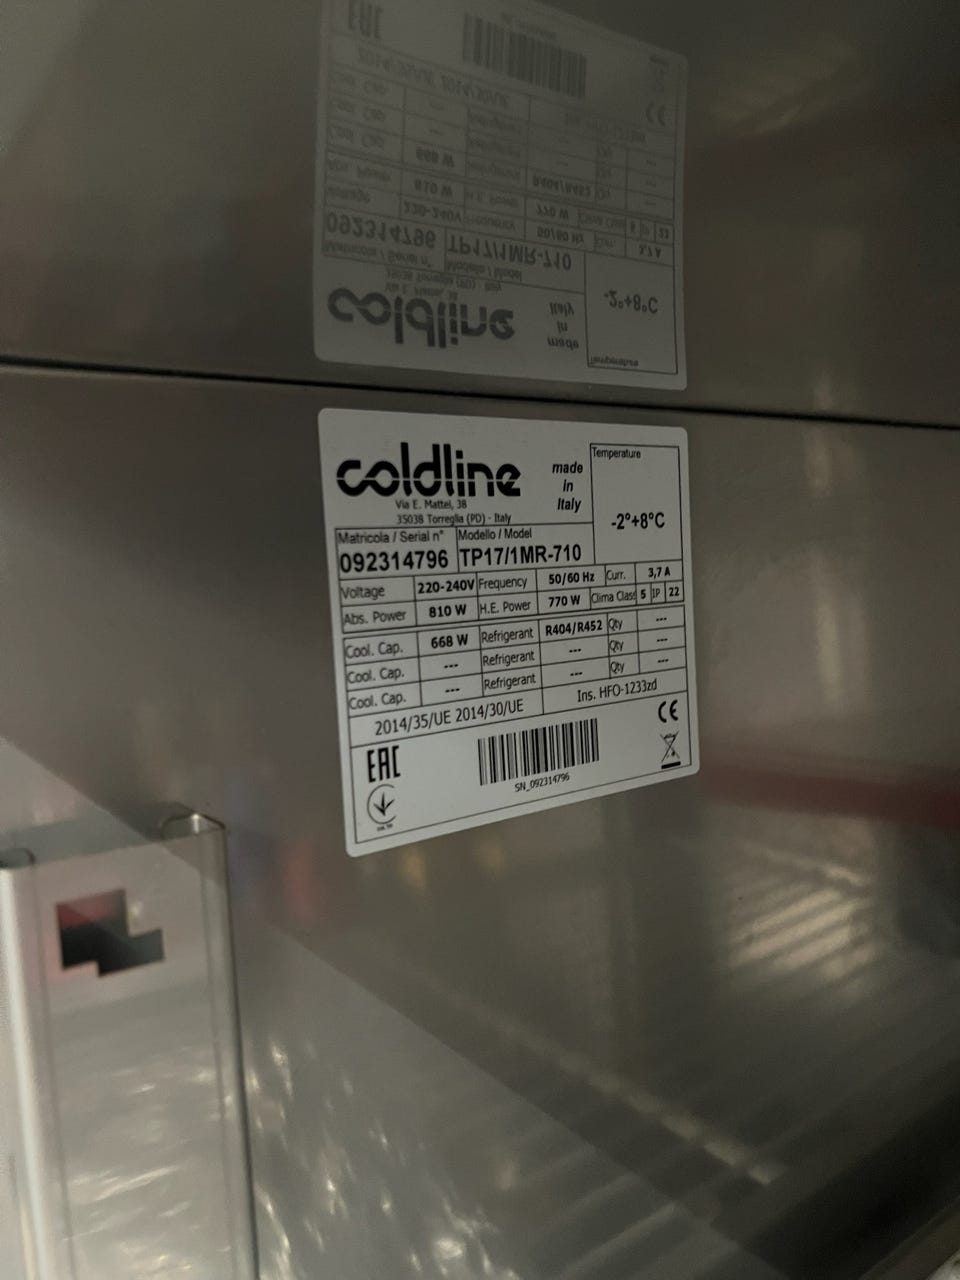 coldline
made
in
Italy
Temperature
-2°+8°C
Via E. Mattei, 38
35038 Torreglia (PD) - Italy
Matricola / Serial n° Modello / Model
092314796 TP17/1MR-710
Voltage 220-240V Frequency 50/60 Hz Curr. 3,7 A
Abs. Power 810 W H.E. Power 770 W Clima Class 5 IP 22
Cool. Cap. 668 W Refrigerant R404/R452 Qty ---
Cool. Cap. --- Refrigerant --- Qty ---
Cool. Cap. --- Refrigerant --- Qty ---
2014/35/UE 2014/30/UE Ins. HFO-1233zd
EAC
CE
SN_092314796